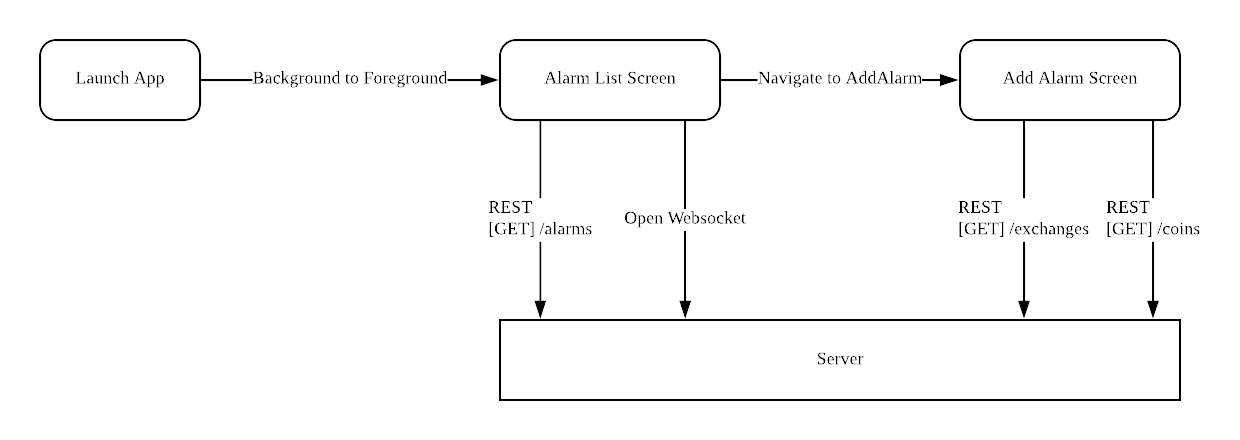 Launch App
Background to Foreground
Alarm List Screen
Navigate to AddAlarm
Add Alarm Screen
REST
[GET] /alarms
Open Websocket
REST
[GET] /exchanges
REST
[GET] /coins
Server